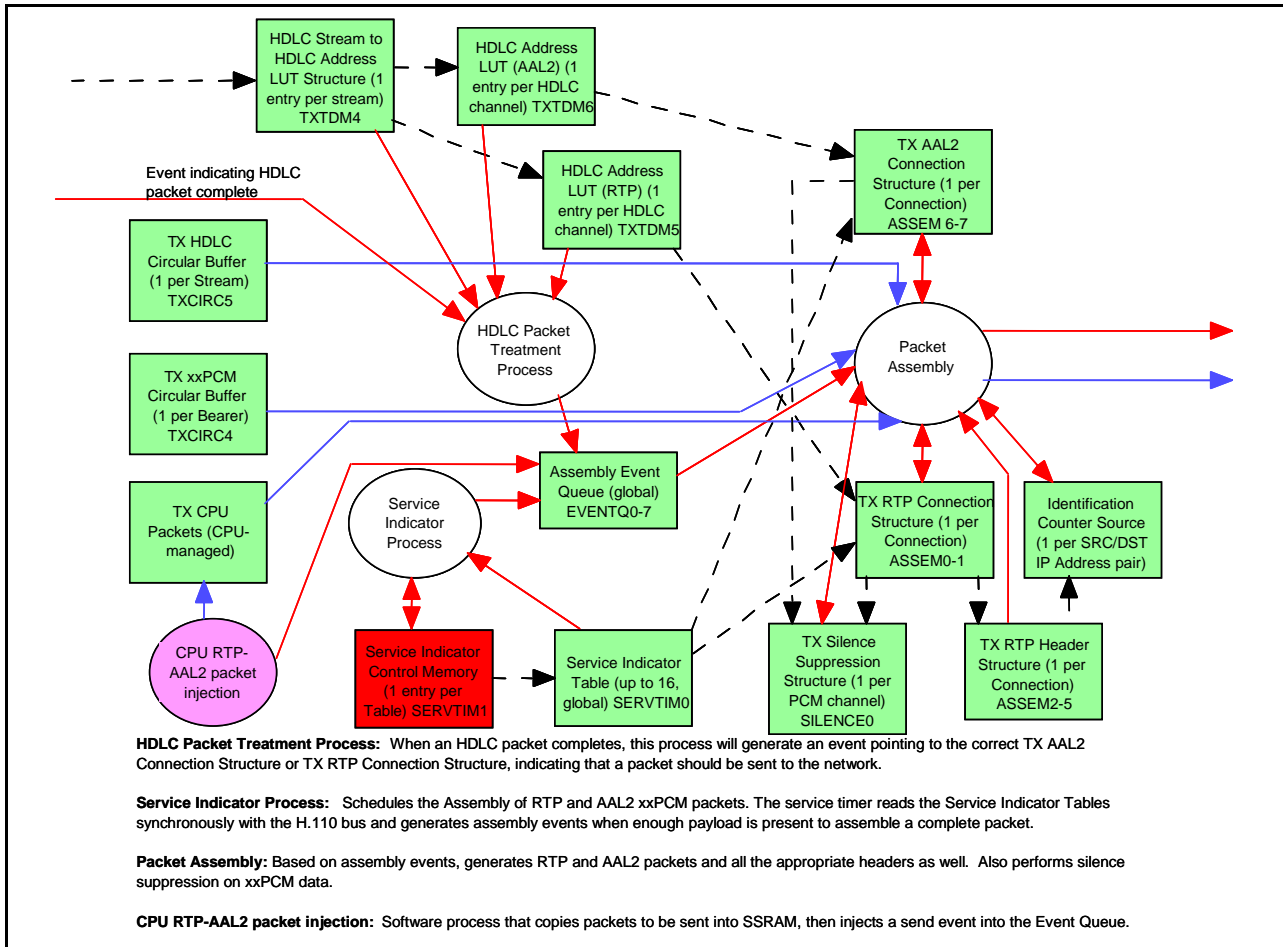 HDLC Stream to
HDLC Address
LUT Structure (1
entry per stream)
TXTDM4
HDLC Address
LUT (AAL2) (1
entry per HDLC
channel) TXTDM6
TX AAL2
Connection
Structure (1 per
Connection)
ASSEM 6-7
Event indicating HDLC
packet complete
HDLC Address
LUT (RTP) (1
entry per HDLC
channel) TXTDM5
TX HDLC
Circular Buffer
(1 per Stream)
TXCIRC5
HDLC Packet
Treatment
Process
Packet
Assembly
TX xxPCM
Circular Buffer
(1 per Bearer)
TXCIRC4
Assembly Event
Queue (global)
EVENTQ0-7
TX CPU
Packets (CPU-
managed)
Service
Indicator
Process
TX RTP Connection
Structure (1 per
Connection)
ASSEM0-1
Identification
Counter Source
(1 per SRC/DST
IP Address pair)
CPU RTP-
AAL2 packet
injection
Service Indicator
Control Memory
(1 entry per
Table) SERVTIM1
Service Indicator
Table (up to 16,
global) SERVTIM0
TX Silence
Suppression
Structure (1 per
PCM channel)
SILENCE0
TX RTP Header
Structure (1 per
Connection)
ASSEM2-5
HDLC Packet Treatment Process: When an HDLC packet completes, this process will generate an event pointing to the correct TX AAL2
Connection Structure or TX RTP Connection Structure, indicating that a packet should be sent to the network.
Service Indicator Process: Schedules the Assembly of RTP and AAL2 xxPCM packets. The service timer reads the Service Indicator Tables
synchronously with the H.110 bus and generates assembly events when enough payload is present to assemble a complete packet.
Packet Assembly: Based on assembly events, generates RTP and AAL2 packets and all the appropriate headers as well. Also performs silence
suppression on xxPCM data.
CPU RTP-AAL2 packet injection: Software process that copies packets to be sent into SSRAM, then injects a send event into the Event Queue.